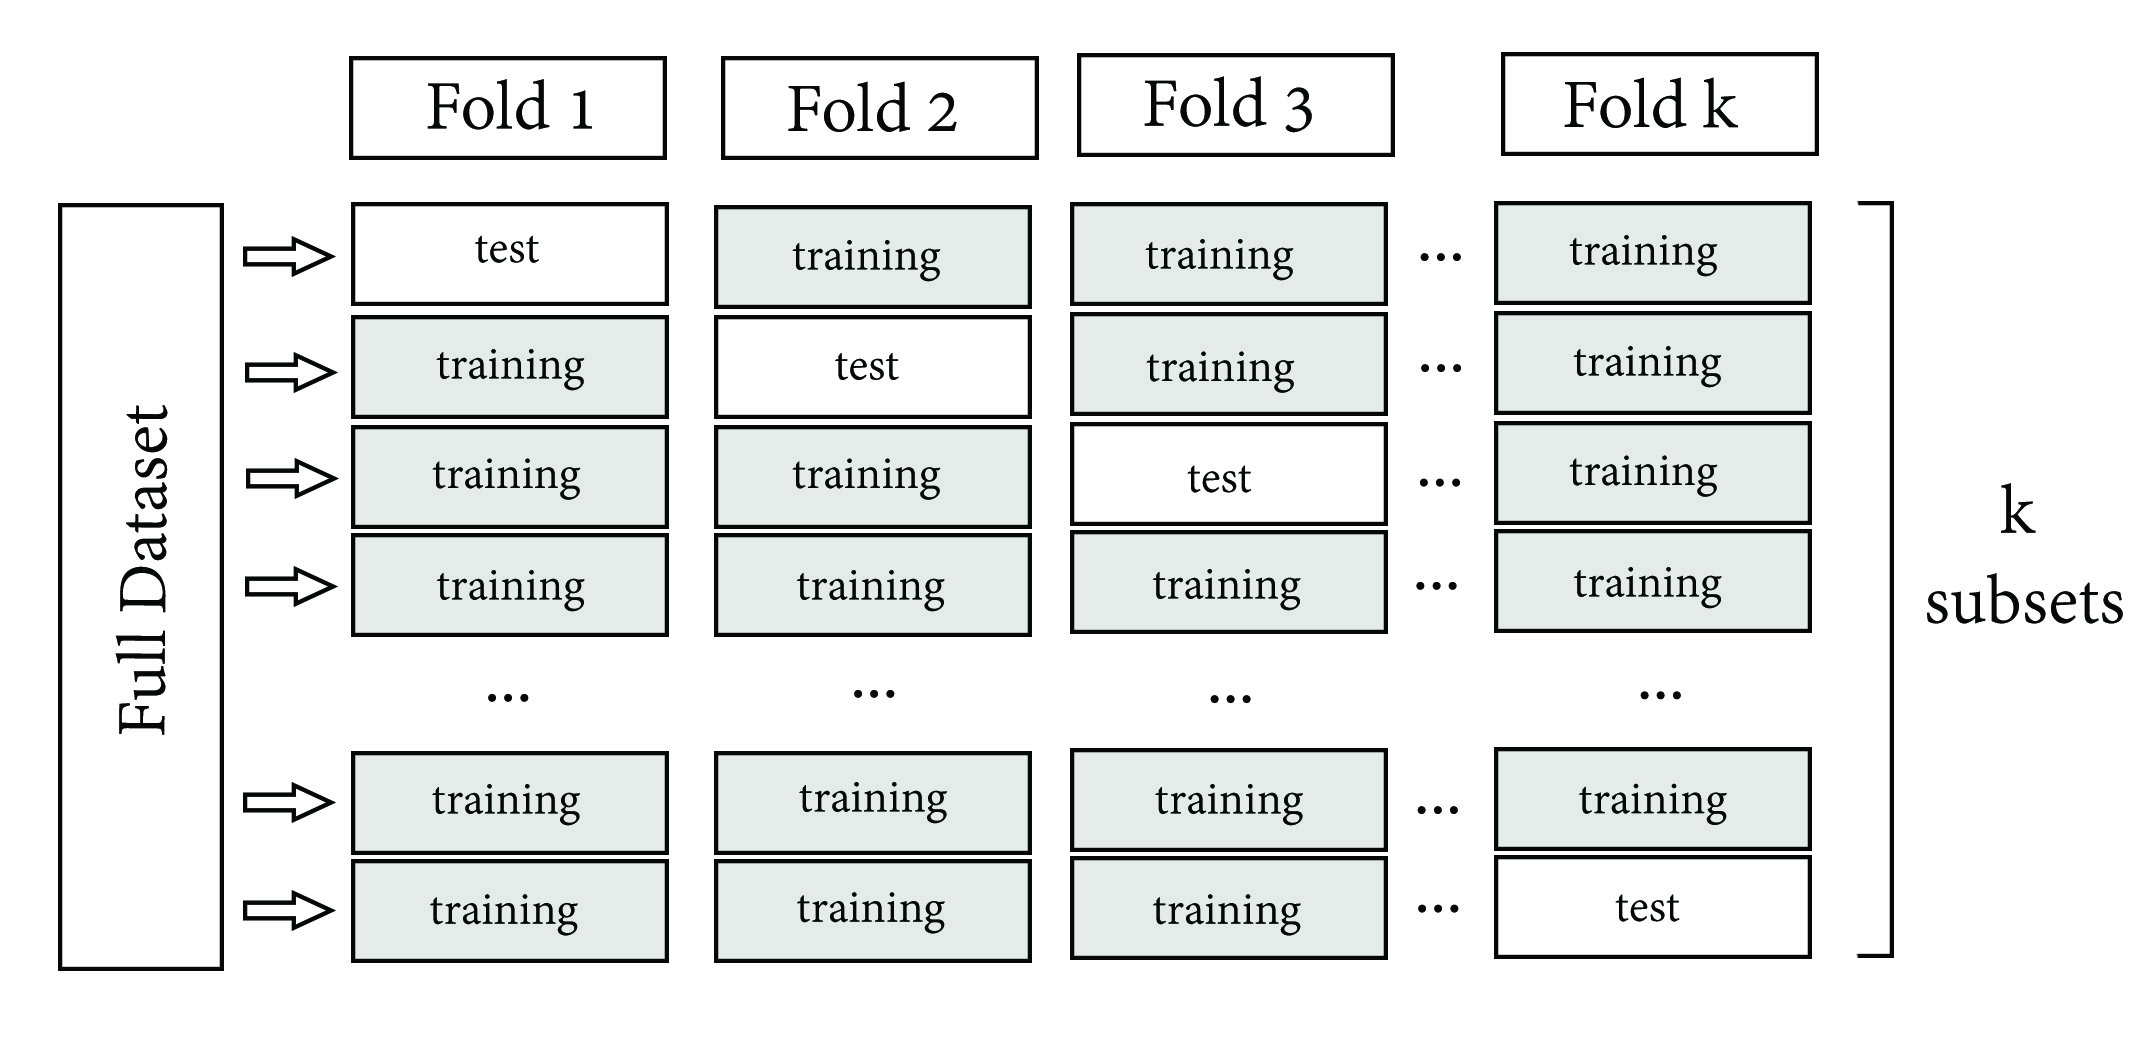 Fold 1 Fold 2 Fold 3 Fold k
Full Dataset
test training training ... training
training test training ... training
training training test ... training
training training training ... training
... ... ... ...
training training training ... training
training training training ... test
k
subsets